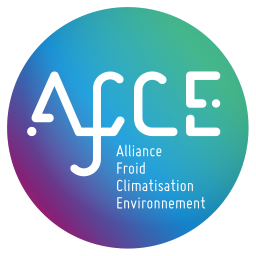 AFCE
Alliance
Froid
Climatisation
Environnement